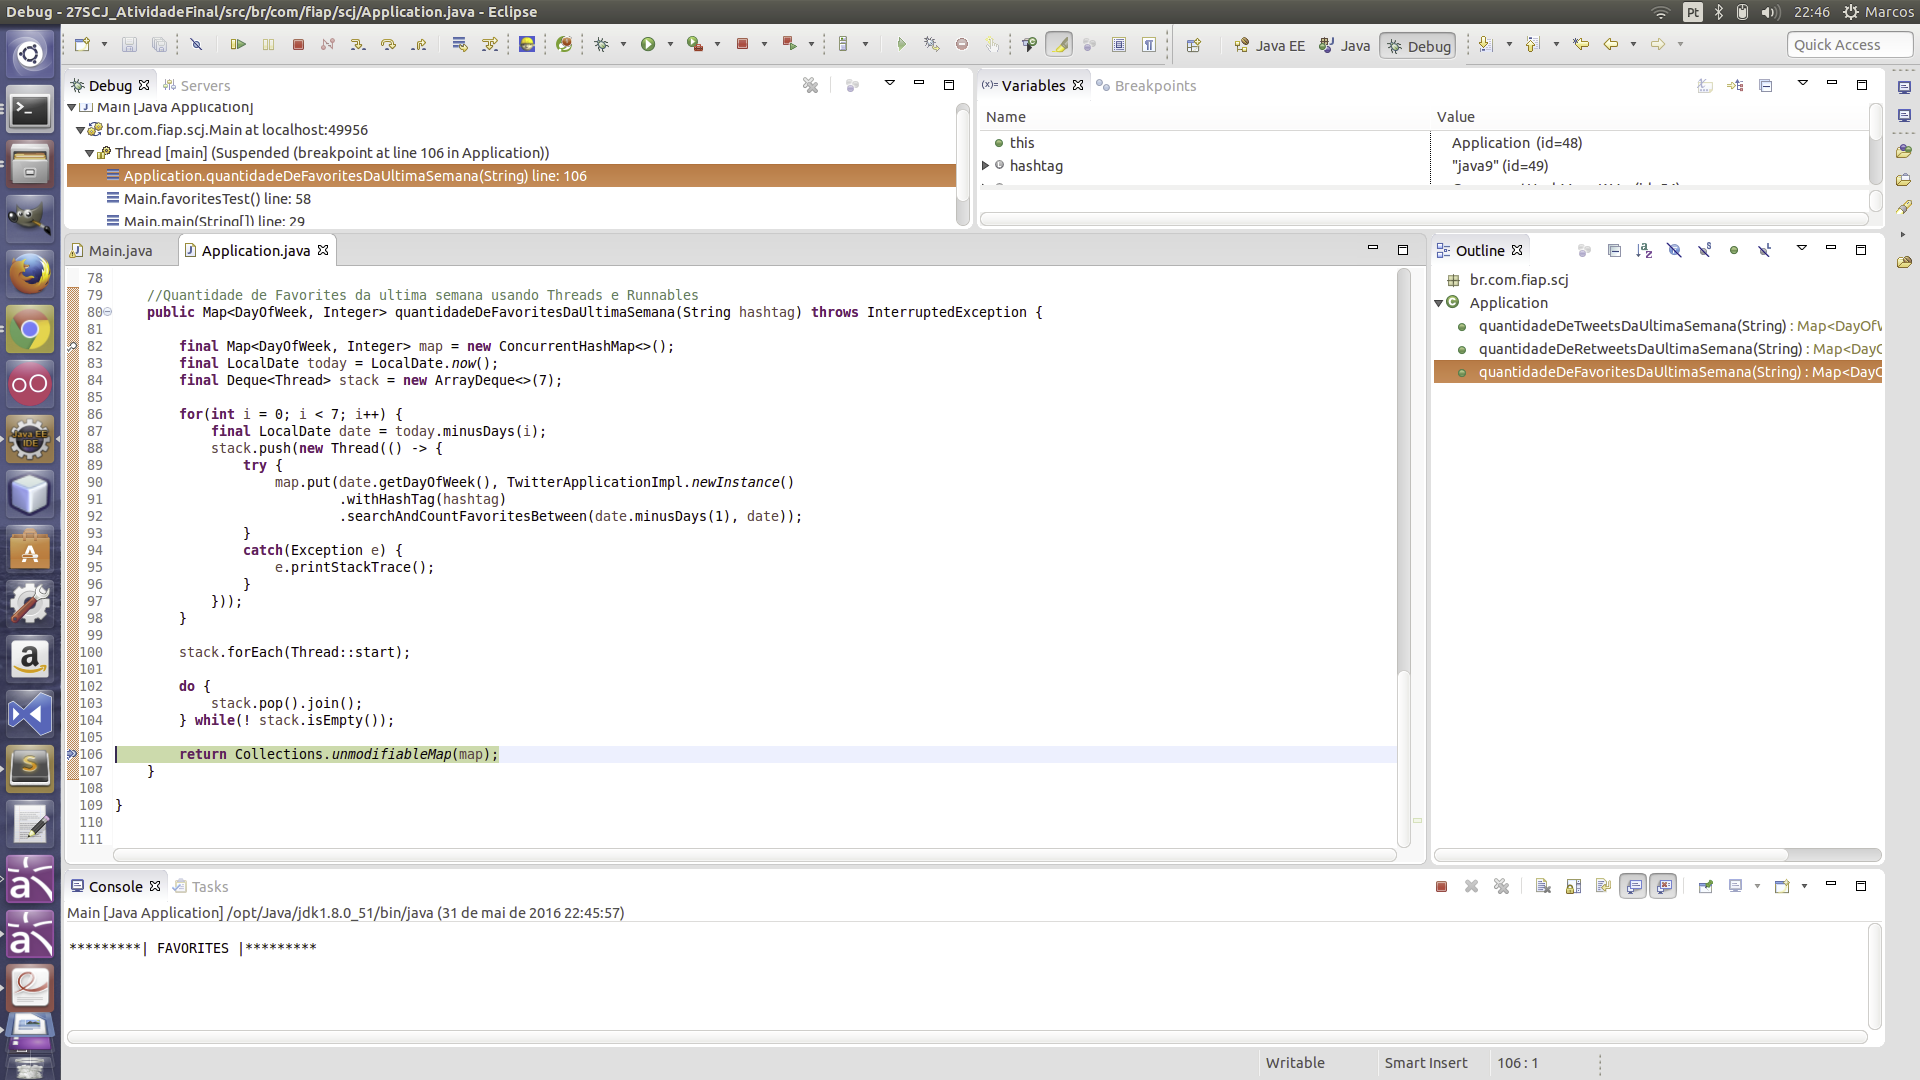 Debug - 27SCJ_AtividadeFinal/src/br/com/fiap/scj/Application.java - Eclipse
Pt
22:46
Marcos
Java EE
Java
Debug
Quick Access
Debug
Servers
Main [Java Application]
br.com.fiap.scj.Main at localhost:49956
Thread [main] (Suspended (breakpoint at line 106 in Application))
Application.quantidadeDeFavoritesDaUltimaSemana(String) line: 106
Main.favoritesTest() line: 58
Main.main(String[]) line: 29
(x)= Variables
Breakpoints
Name Value
this Application (id=48)
hashtag "java9" (id=49)
Main.java
Application.java
78
79 //Quantidade de Favorites da ultima semana usando Threads e Runnables
80 public Map<DayOfWeek, Integer> quantidadeDeFavoritesDaUltimaSemana(String hashtag) throws InterruptedException {
81
82 final Map<DayOfWeek, Integer> map = new ConcurrentHashMap<>();
83 final LocalDate today = LocalDate.now();
84 final Deque<Thread> stack = new ArrayDeque<>(7);
85
86 for(int i = 0; i < 7; i++) {
87 final LocalDate date = today.minusDays(i);
88 stack.push(new Thread(() -> {
89 try {
90 map.put(date.getDayOfWeek(), TwitterApplicationImpl.newInstance()
91 .withHashTag(hashtag)
92 .searchAndCountFavoritesBetween(date.minusDays(1), date));
93 }
94 catch(Exception e) {
95 e.printStackTrace();
96 }
97 }));
98 }
99
100 stack.forEach(Thread::start);
101
102 do {
103 stack.pop().join();
104 } while(! stack.isEmpty());
105
106 return Collections.unmodifiableMap(map);
107 }
108
109 }
110
111
Outline
br.com.fiap.scj
Application
quantidadeDeTweetsDaUltimaSemana(String) : Map<DayOfW
quantidadeDeRetweetsDaUltimaSemana(String) : Map<DayO
quantidadeDeFavoritesDaUltimaSemana(String) : Map<DayO
Console
Tasks
Main [Java Application] /opt/Java/jdk1.8.0_51/bin/java (31 de mai de 2016 22:45:57)
*********| FAVORITES |*********
Writable
Smart Insert
106 : 1
Java EE
IDE